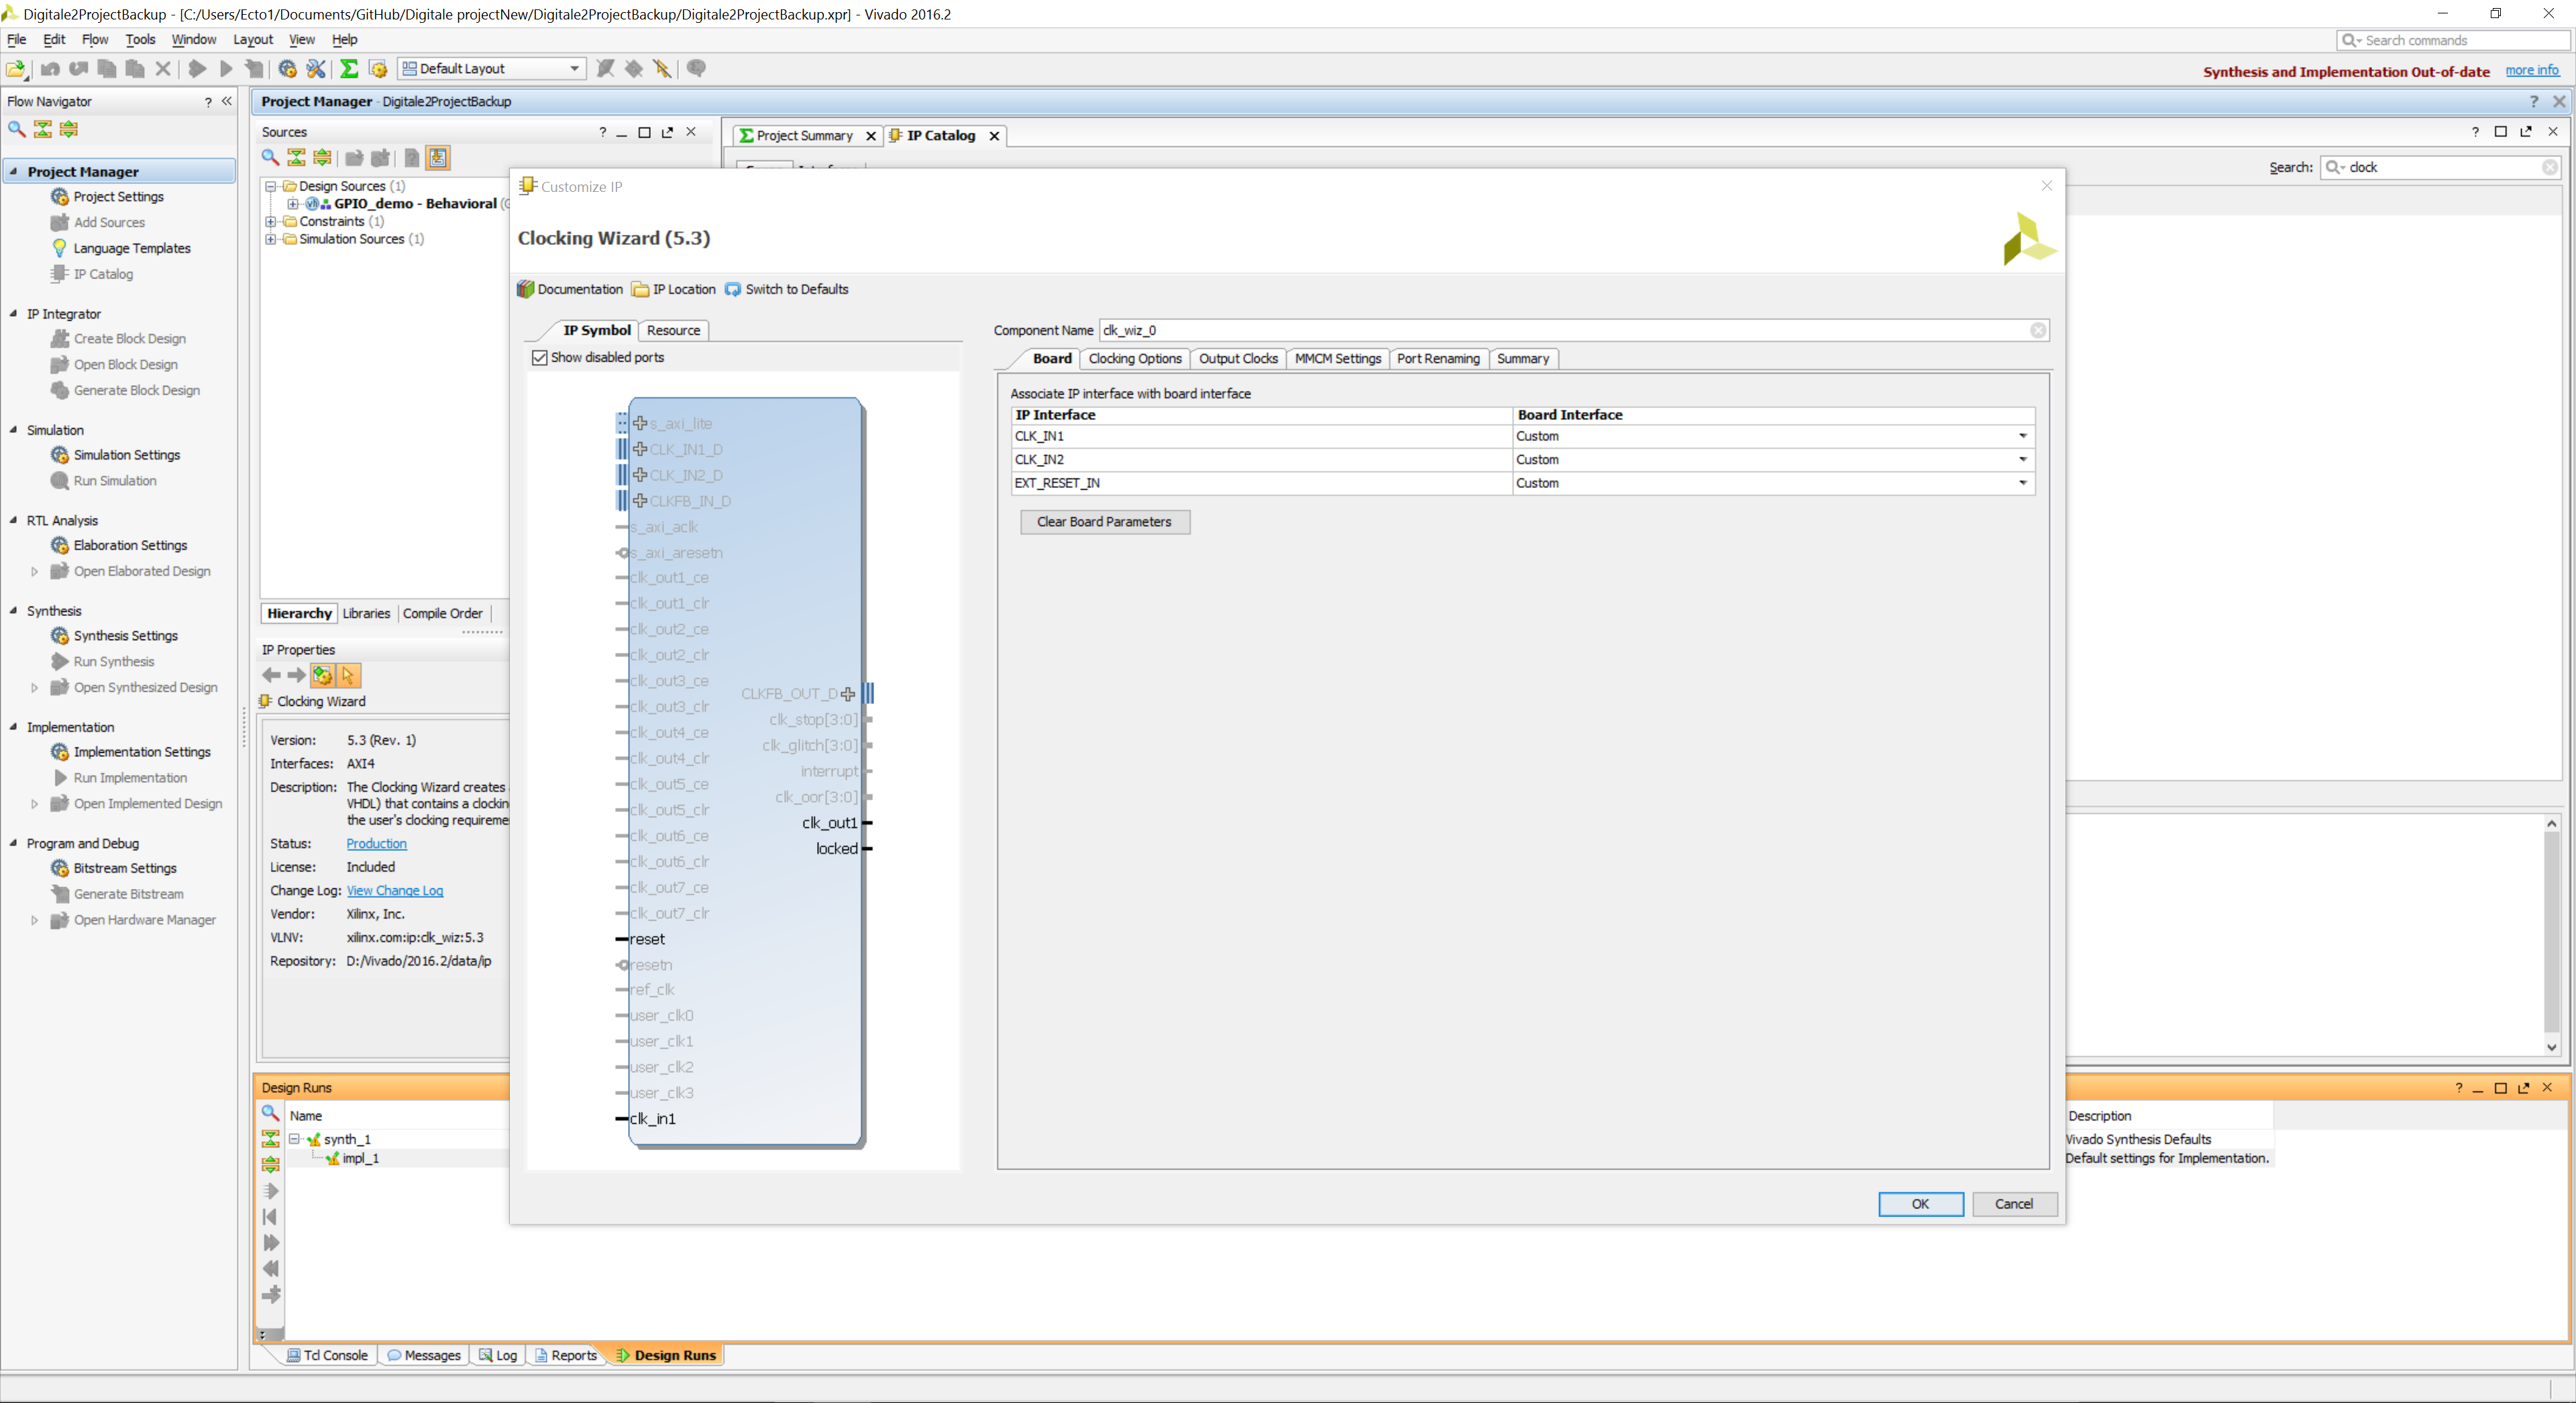 Digitale2ProjectBackup - [C:/Users/Ecto1/Documents/GitHub/Digitale projectNew/Digitale2ProjectBackup/Digitale2ProjectBackup.xpr] - Vivado 2016.2
File Edit Flow Tools Window Layout View Help
Search commands
Default Layout
Synthesis and Implementation Out-of-date more info
Flow Navigator ? «
Project Manager
Project Settings
Add Sources
Language Templates
IP Catalog
IP Integrator
Create Block Design
Open Block Design
Generate Block Design
Simulation
Simulation Settings
Run Simulation
RTL Analysis
Elaboration Settings
Open Elaborated Design
Synthesis
Synthesis Settings
Run Synthesis
Open Synthesized Design
Implementation
Implementation Settings
Run Implementation
Open Implemented Design
Program and Debug
Bitstream Settings
Generate Bitstream
Open Hardware Manager
Project Manager - Digitale2ProjectBackup
Sources
Design Sources (1)
GPIO_demo - Behavioral
Constraints (1)
Simulation Sources (1)
Hierarchy Libraries Compile Order
IP Properties
Clocking Wizard
Version: 5.3 (Rev. 1)
Interfaces: AXI4
Description: The Clocking Wizard creates
VHDL) that contains a
the user's clocking
Status: Production
License: Included
Change Log: View Change Log
Vendor: Xilinx, Inc.
VLNV: xilinx.com:ip:clk_wiz:5.3
Repository: D:/Vivado/2016.2/data/ip
Project Summary IP Catalog
Search: clock
Customize IP
Clocking Wizard (5.3)
Documentation IP Location Switch to Defaults
IP Symbol Resource
Show disabled ports
s_axi_lite
CLK_IN1_D
CLK_IN2_D
CLKFB_IN_D
s_axi_aclk
s_axi_aresetn
clk_out1_ce
clk_out1_clr
clk_out2_ce
clk_out2_clr
clk_out3_ce
clk_out3_clr
clk_out4_ce
clk_out4_clr
clk_out5_ce
clk_out5_clr
clk_out6_ce
clk_out6_clr
clk_out7_ce
clk_out7_clr
reset
resetn
ref_clk
user_clk0
user_clk1
user_clk2
user_clk3
clk_in1
CLKFB_OUT_D
clk_stop[3:0]
clk_glitch[3:0]
interrupt
clk_oor[3:0]
clk_out1
locked
Component Name clk_wiz_0
Board Clocking Options Output Clocks MMCM Settings Port Renaming Summary
Associate IP interface with board interface
IP Interface Board Interface
CLK_IN1 Custom
CLK_IN2 Custom
EXT_RESET_IN Custom
Clear Board Parameters
OK Cancel
Design Runs
Name
synth_1
impl_1
Description
Vivado Synthesis Defaults
Default settings for Implementation.
Tcl Console Messages Log Reports Design Runs